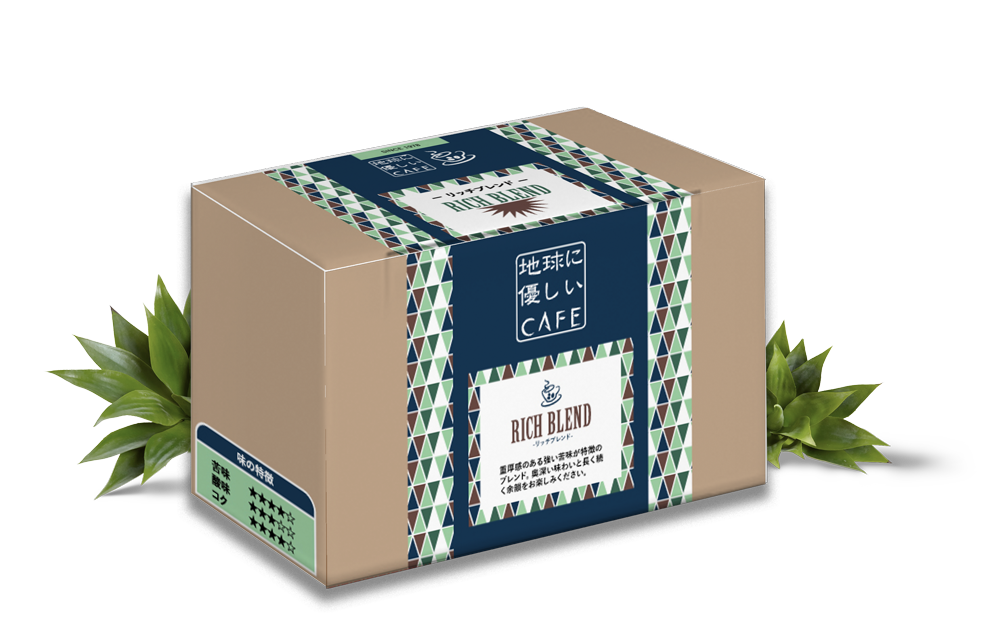 SINCE 1978
地球に
優しい
CAFE
ーリッチブレンドー
RICH BLEND
地球に
優しい
CAFE
RICH BLEND
-リッチブレンド-
重厚感のある強い苦味が特徴の
ブレンド。奥深い味わいと長く続
く余韻をお楽しみください。
味の特徴
苦味 ★★★★☆
酸味 ★★★☆☆
コク ★★★★☆